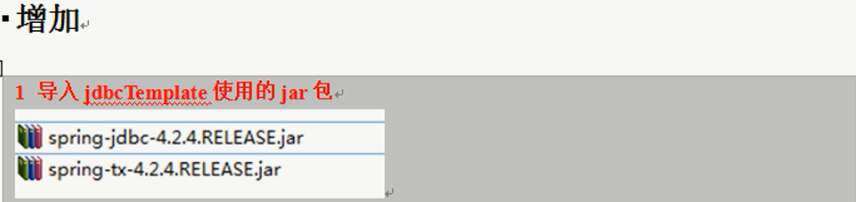 ▪增加
1 导入 jdbcTemplate 使用的 jar 包
spring-jdbc-4.2.4.RELEASE.jar
spring-tx-4.2.4.RELEASE.jar